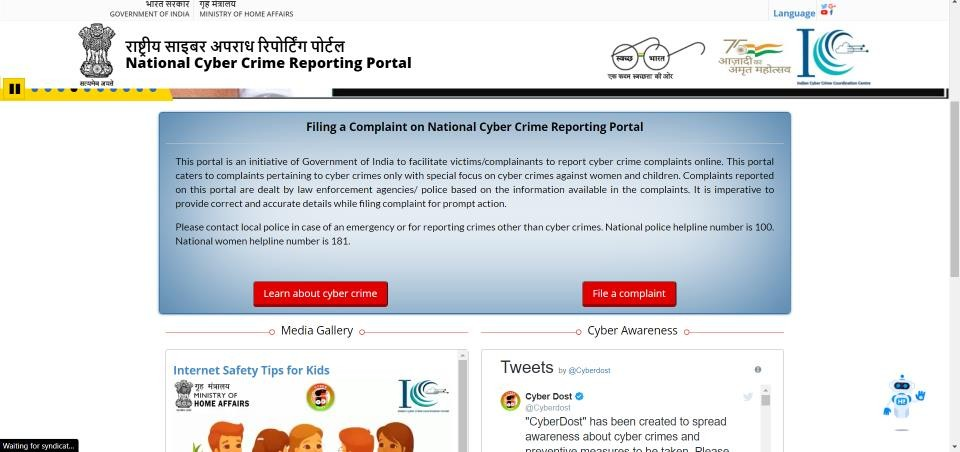 भारत सरकार गृह मंत्रालय
GOVERNMENT OF INDIA MINISTRY OF HOME AFFAIRS
Language
राष्ट्रीय साइबर अपराध रिपोर्टिंग पोर्टल
National Cyber Crime Reporting Portal
सत्यमेव जयते
स्वच्छ भारत
एक कदम स्वच्छता की ओर
आज़ादी का
अमृत महोत्सव
Indian Cyber Crime Coordination Centre
Filing a Complaint on National Cyber Crime Reporting Portal
This portal is an initiative of Government of India to facilitate victims/complainants to report cyber crime complaints online. This portal
caters to complaints pertaining to cyber crimes only with special focus on cyber crimes against women and children. Complaints reported
on this portal are dealt by law enforcement agencies/ police based on the information available in the complaints. It is imperative to
provide correct and accurate details while filing complaint for prompt action.
Please contact local police in case of an emergency or for reporting crimes other than cyber crimes. National police helpline number is 100.
National women helpline number is 181.
Learn about cyber crime
File a complaint
Media Gallery
Cyber Awareness
Internet Safety Tips for Kids
गृह मंत्रालय
MINISTRY OF
HOME AFFAIRS
Tweets by @Cyberdost
Cyber Dost
@Cyberdost
"CyberDost" has been created to spread
awareness about cyber crimes and
preventive measures to be taken. Please
Waiting for syndicat...